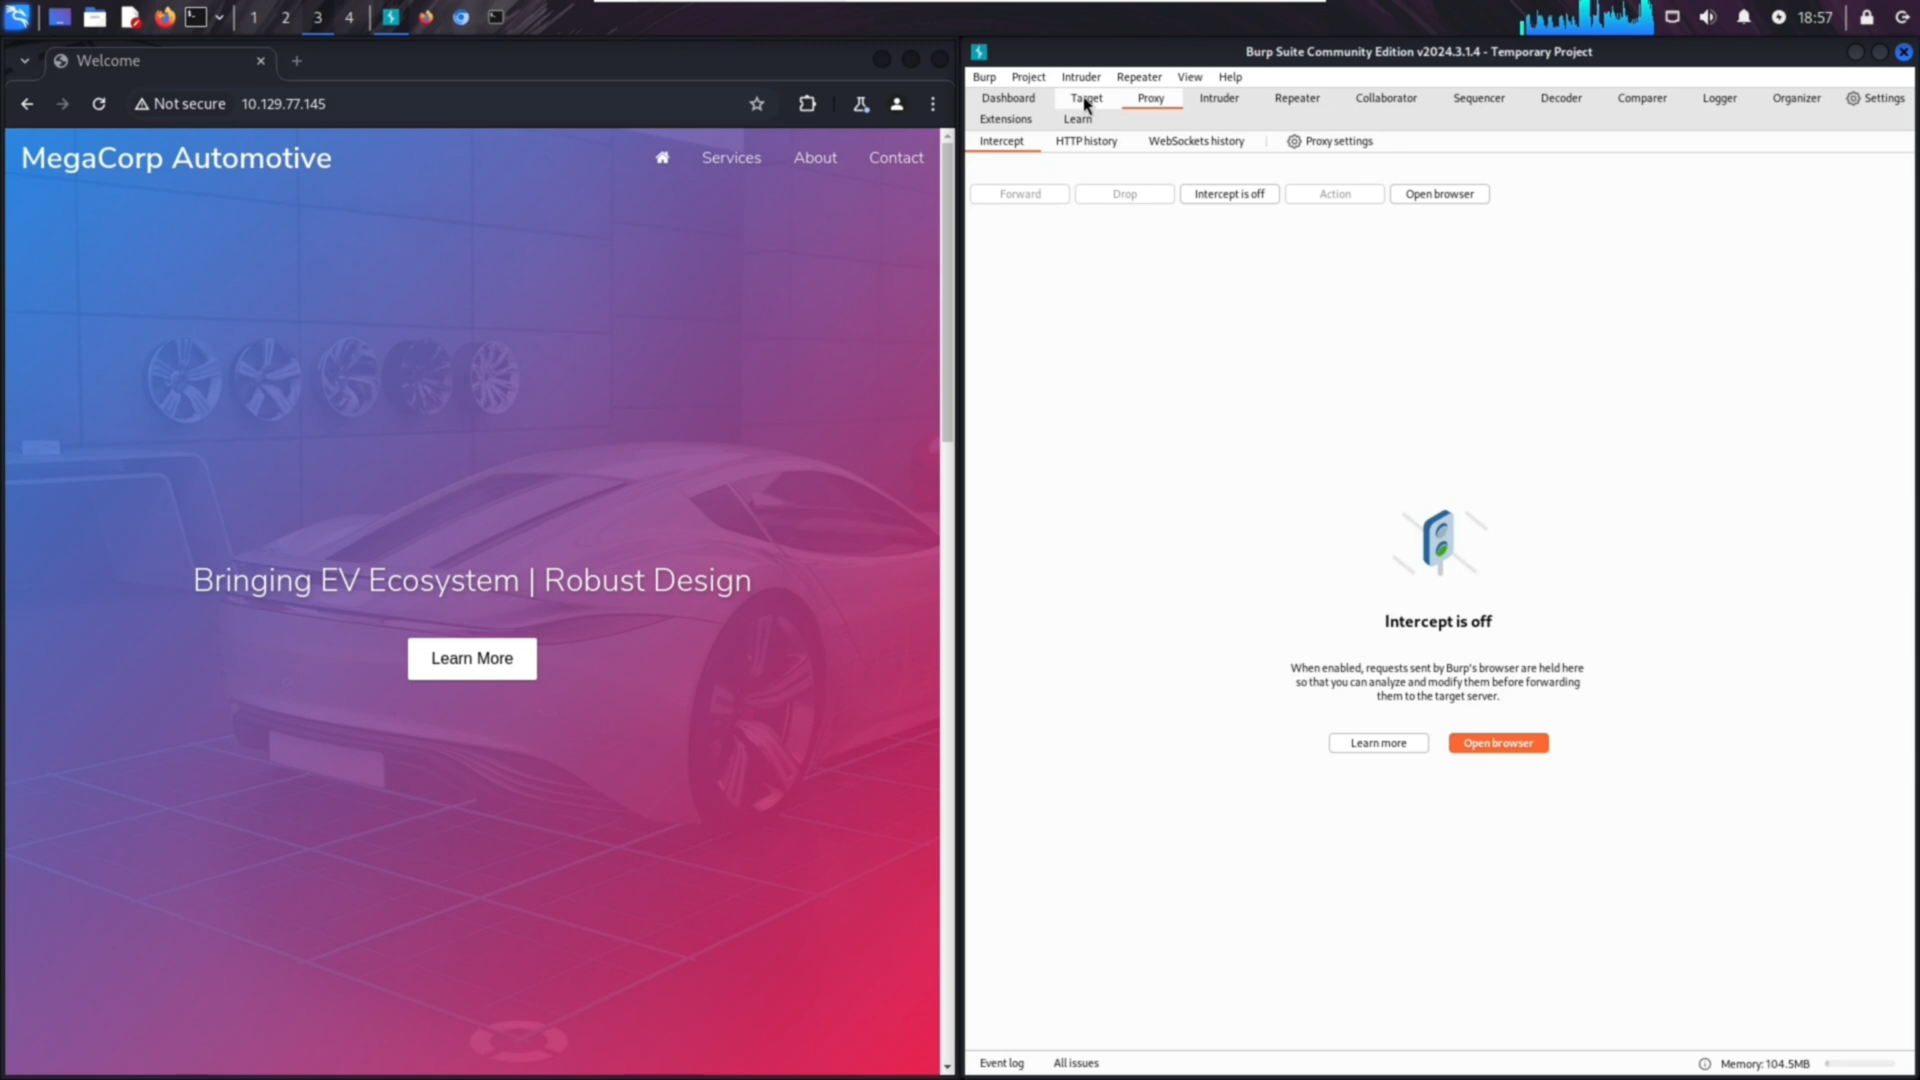 1 2 3 4
18:57
Welcome
Not secure 10.129.77.145
MegaCorp Automotive
Services About Contact
Bringing EV Ecosystem | Robust Design
Learn More
Burp Suite Community Edition v2024.3.1.4 - Temporary Project
Burp Project Intruder Repeater View Help
Dashboard Target Proxy Intruder Repeater Collaborator Sequencer Decoder Comparer Logger Organizer Settings
Extensions Learn
Intercept HTTP history WebSockets history Proxy settings
Forward Drop Intercept is off Action Open browser
Intercept is off
When enabled, requests sent by Burp's browser are held here
so that you can analyze and modify them before forwarding
them to the target server.
Learn more Open browser
Event log All issues Memory: 104.5MB